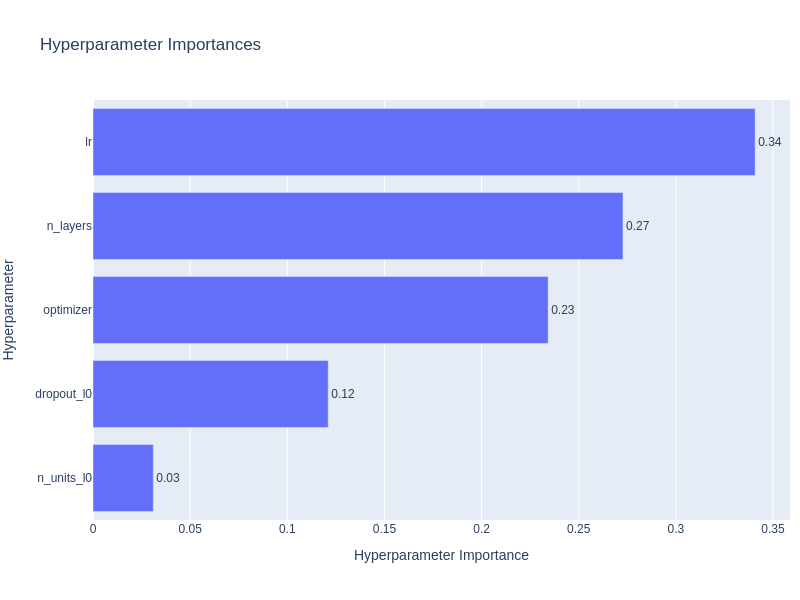 Hyperparameter Importances
Hyperparameter
lr
0.34
n_layers
0.27
optimizer
0.23
dropout_l0
0.12
n_units_l0
0.03
0
0.05
0.1
0.15
0.2
0.25
0.3
0.35
Hyperparameter Importance